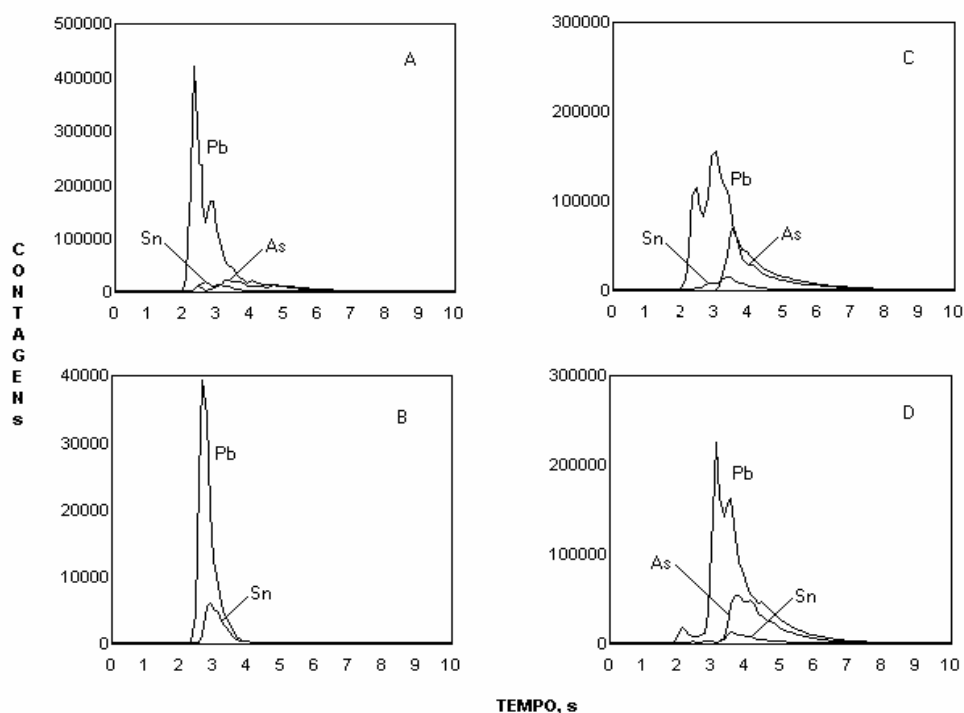 500000
400000
300000
200000
100000
0
A
Pb
Sn
As
0 1 2 3 4 5 6 7 8 9 10
300000
200000
100000
0
C
Pb
Sn
As
0 1 2 3 4 5 6 7 8 9 10
CONTAGENs
40000
30000
20000
10000
0
B
Pb
Sn
0 1 2 3 4 5 6 7 8 9 10
300000
200000
100000
0
D
Pb
As
Sn
0 1 2 3 4 5 6 7 8 9 10
TEMPO, s